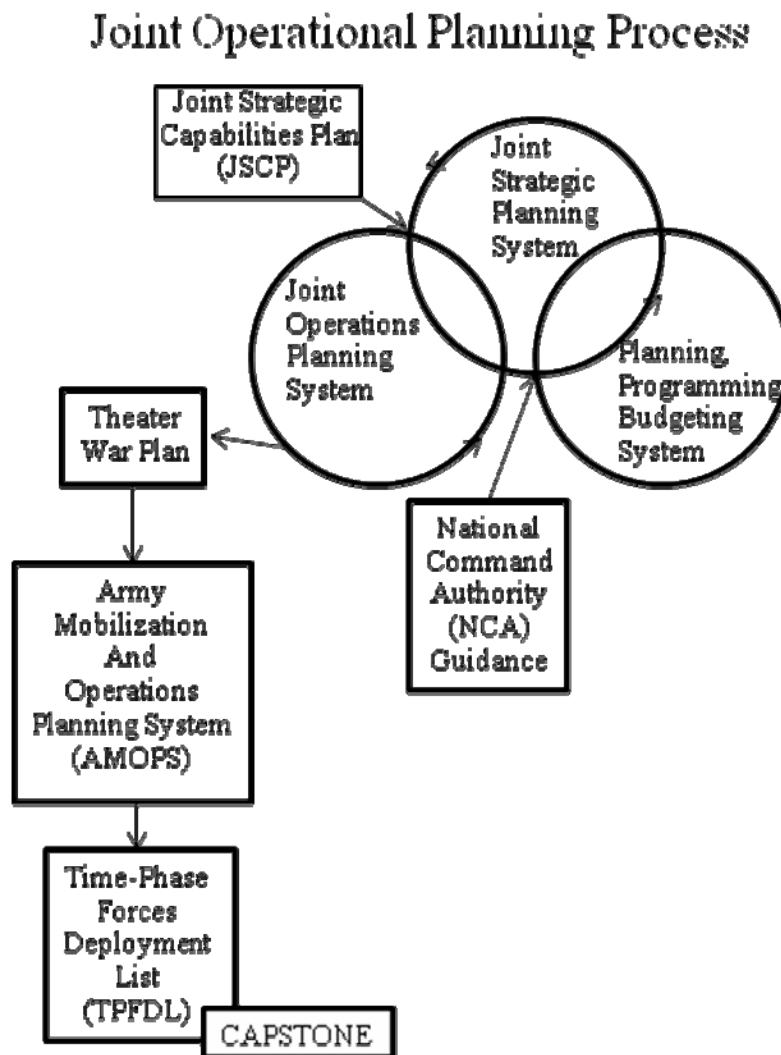 Joint Operational Planning Process
Joint Strategic
Capabilities Plan
(JSCP)
Joint
Strategic
Planning
System
Joint
Operations
Planning
System
Planning,
Programming
Budgeting
System
Theater
War Plan
National
Command
Authority
(NCA)
Guidance
Army
Mobilization
And
Operations
Planning System
(AMOPS)
Time-Phase
Forces
Deployment
List
(TPFDL)
CAPSTONE